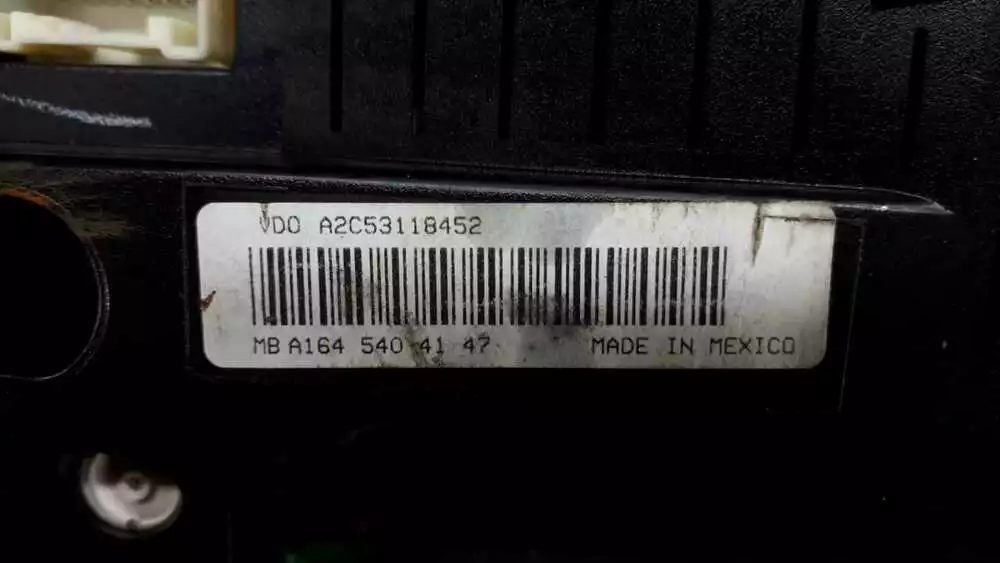 VDO A2C53118452
MB A164 540 41 47 MADE IN MEXICO